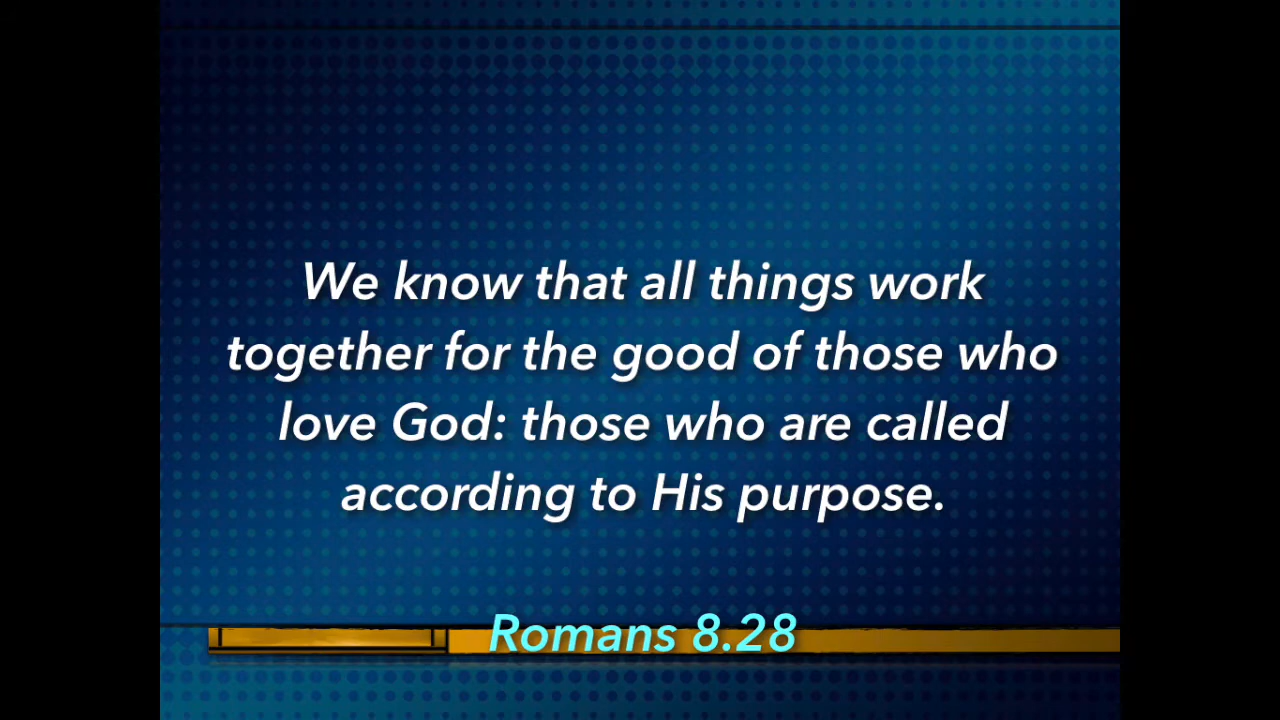 We know that all things work
together for the good of those who
love God: those who are called
according to His purpose.
Romans 8.28